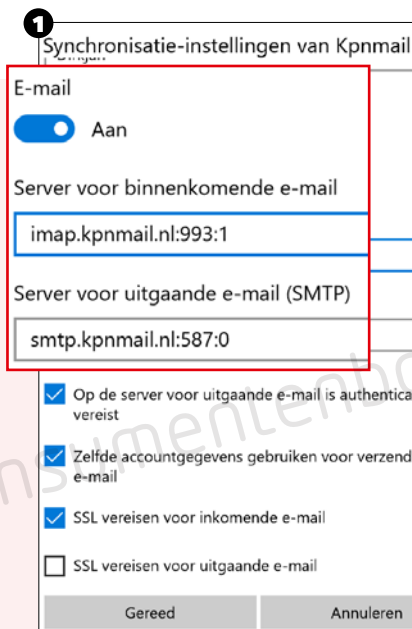 1
Synchronisatie-instellingen van Kpnmail
E-mail
Aan
Server voor binnenkomende e-mail
imap.kpnmail.nl:993:1
Server voor uitgaande e-mail (SMTP)
smtp.kpnmail.nl:587:0
Op de server voor uitgaande e-mail is authentica
vereist
Zelfde accountgegevens gebruiken voor verzend
e-mail
SSL vereisen voor inkomende e-mail
SSL vereisen voor uitgaande e-mail
Gereed Annuleren
nsumentenbo